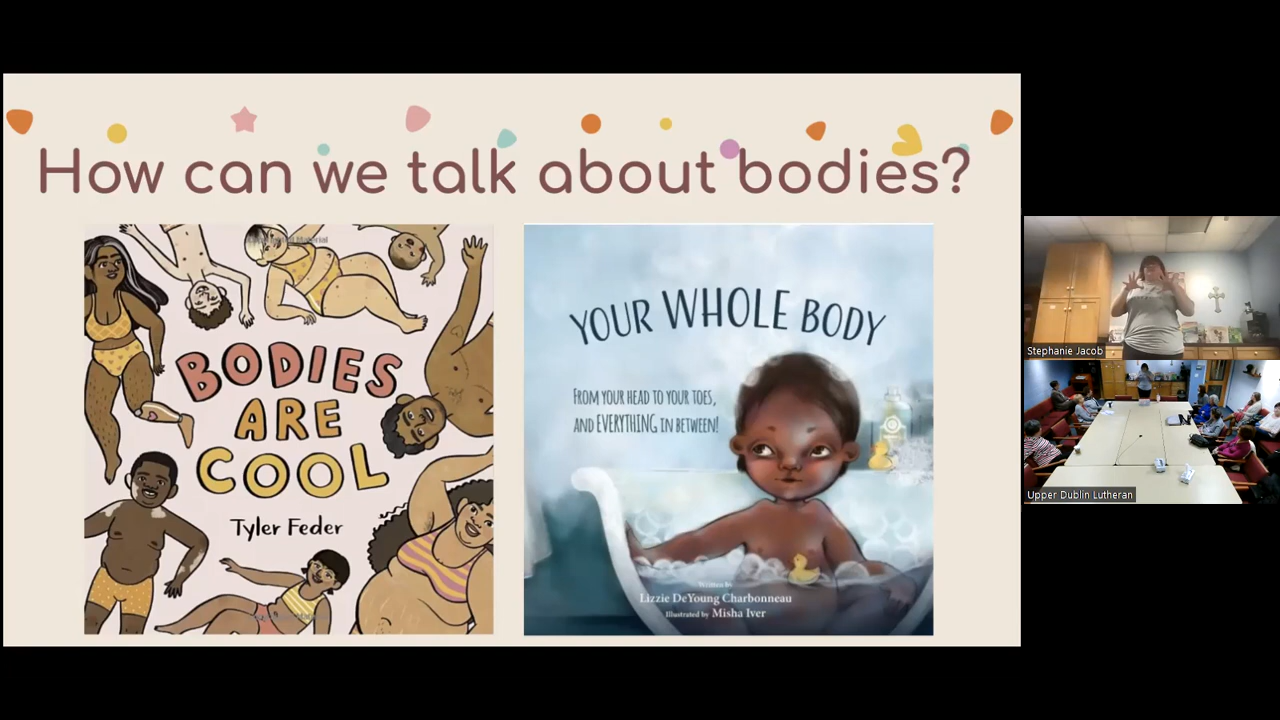 How can we talk about bodies?
BODIES
ARE
COOL
Tyler Feder
YOUR WHOLE BODY
FROM YOUR HEAD TO YOUR TOES,
AND EVERYTHING IN BETWEEN!
Written by
Lizzie DeYoung Charbonneau
Illustrated by Misha Iver
Stephanie Jacob
Upper Dublin Lutheran